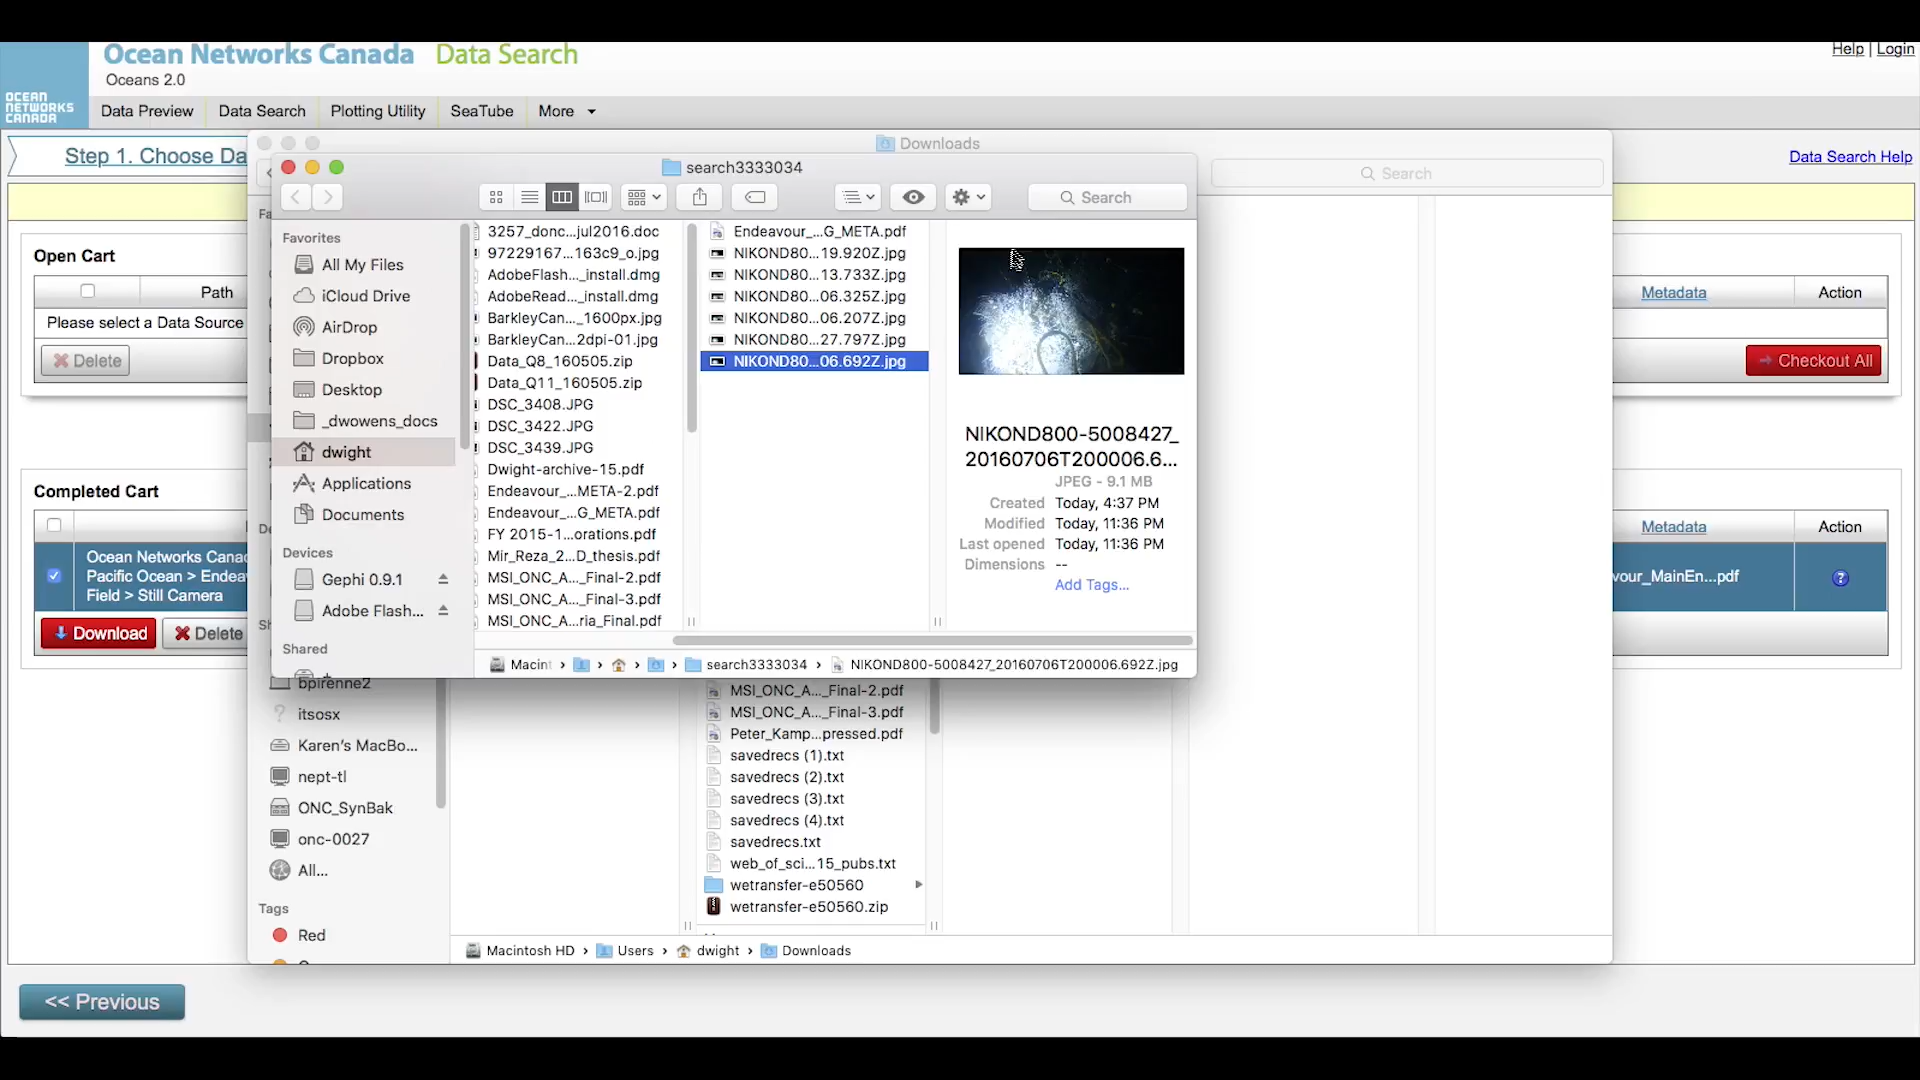 Ocean Networks Canada Data Search
Help | Login
Oceans 2.0
OCEAN
NETWORKS
CANADA
Data Preview Data Search Plotting Utility SeaTube More
Downloads
Step 1. Choose Da
Data Search Help
search3333034
Search
Search
Fa
Favorites
All My Files
iCloud Drive
AirDrop
Dropbox
Desktop
_dwowens_docs
dwight
Applications
Documents
Devices
Gephi 0.9.1
Adobe Flash...
Shared
3257_donc...jul2016.doc
97229167...163c9_o.jpg
AdobeFlash..._install.dmg
AdobeRead..._install.dmg
BarkleyCan..._1600px.jpg
BarkleyCan...2dpi-01.jpg
Data_Q8_160505.zip
Data_Q11_160505.zip
DSC_3408.JPG
DSC_3422.JPG
DSC_3439.JPG
Dwight-archive-15.pdf
Endeavour_...META-2.pdf
Endeavour_...G_META.pdf
FY 2015-1...orations.pdf
Mir_Reza_2...D_thesis.pdf
MSI_ONC_A..._Final-2.pdf
MSI_ONC_A..._Final-3.pdf
MSI_ONC_A...ria_Final.pdf
Endeavour_...G_META.pdf
NIKOND80...19.920Z.jpg
NIKOND80...13.733Z.jpg
NIKOND80...06.325Z.jpg
NIKOND80...06.207Z.jpg
NIKOND80...27.797Z.jpg
NIKOND80...06.692Z.jpg
NIKOND800-5008427_
20160706T200006.6...
JPEG - 9.1 MB
Created Today, 4:37 PM
Modified Today, 11:36 PM
Last opened Today, 11:36 PM
Dimensions --
Add Tags...
Macint › › › › search3333034 › NIKOND800-5008427_20160706T200006.692Z.jpg
Open Cart
Path
Metadata Action
Please select a Data Source
Delete
Checkout All
Completed Cart
Metadata Action
Ocean Networks Canad
Pacific Ocean > Endea
Field > Still Camera
vour_MainEn...pdf
Download Delete
De
Sh
bpirenne2
itsosx
Karen's MacBo...
nept-tl
ONC_SynBak
onc-0027
All...
Tags
Red
MSI_ONC_A..._Final-2.pdf
MSI_ONC_A..._Final-3.pdf
Peter_Kamp...pressed.pdf
savedrecs (1).txt
savedrecs (2).txt
savedrecs (3).txt
savedrecs (4).txt
savedrecs.txt
web_of_sci...15_pubs.txt
wetransfer-e50560
wetransfer-e50560.zip
Macintosh HD › Users › dwight › Downloads
<< Previous